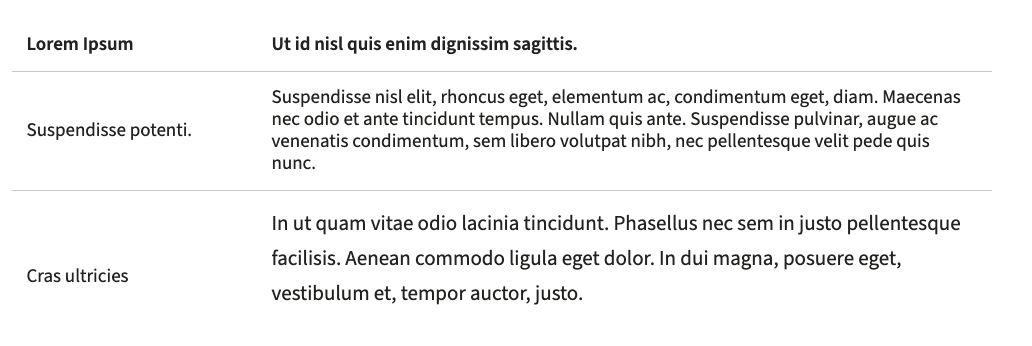 Lorem Ipsum
Ut id nisl quis enim dignissim sagittis.
Suspendisse potenti.
Suspendisse nisl elit, rhoncus eget, elementum ac, condimentum eget, diam. Maecenas
nec odio et ante tincidunt tempus. Nullam quis ante. Suspendisse pulvinar, augue ac
venenatis condimentum, sem libero volutpat nibh, nec pellentesque velit pede quis
nunc.
Cras ultricies
In ut quam vitae odio lacinia tincidunt. Phasellus nec sem in justo pellentesque
facilisis. Aenean commodo ligula eget dolor. In dui magna, posuere eget,
vestibulum et, tempor auctor, justo.